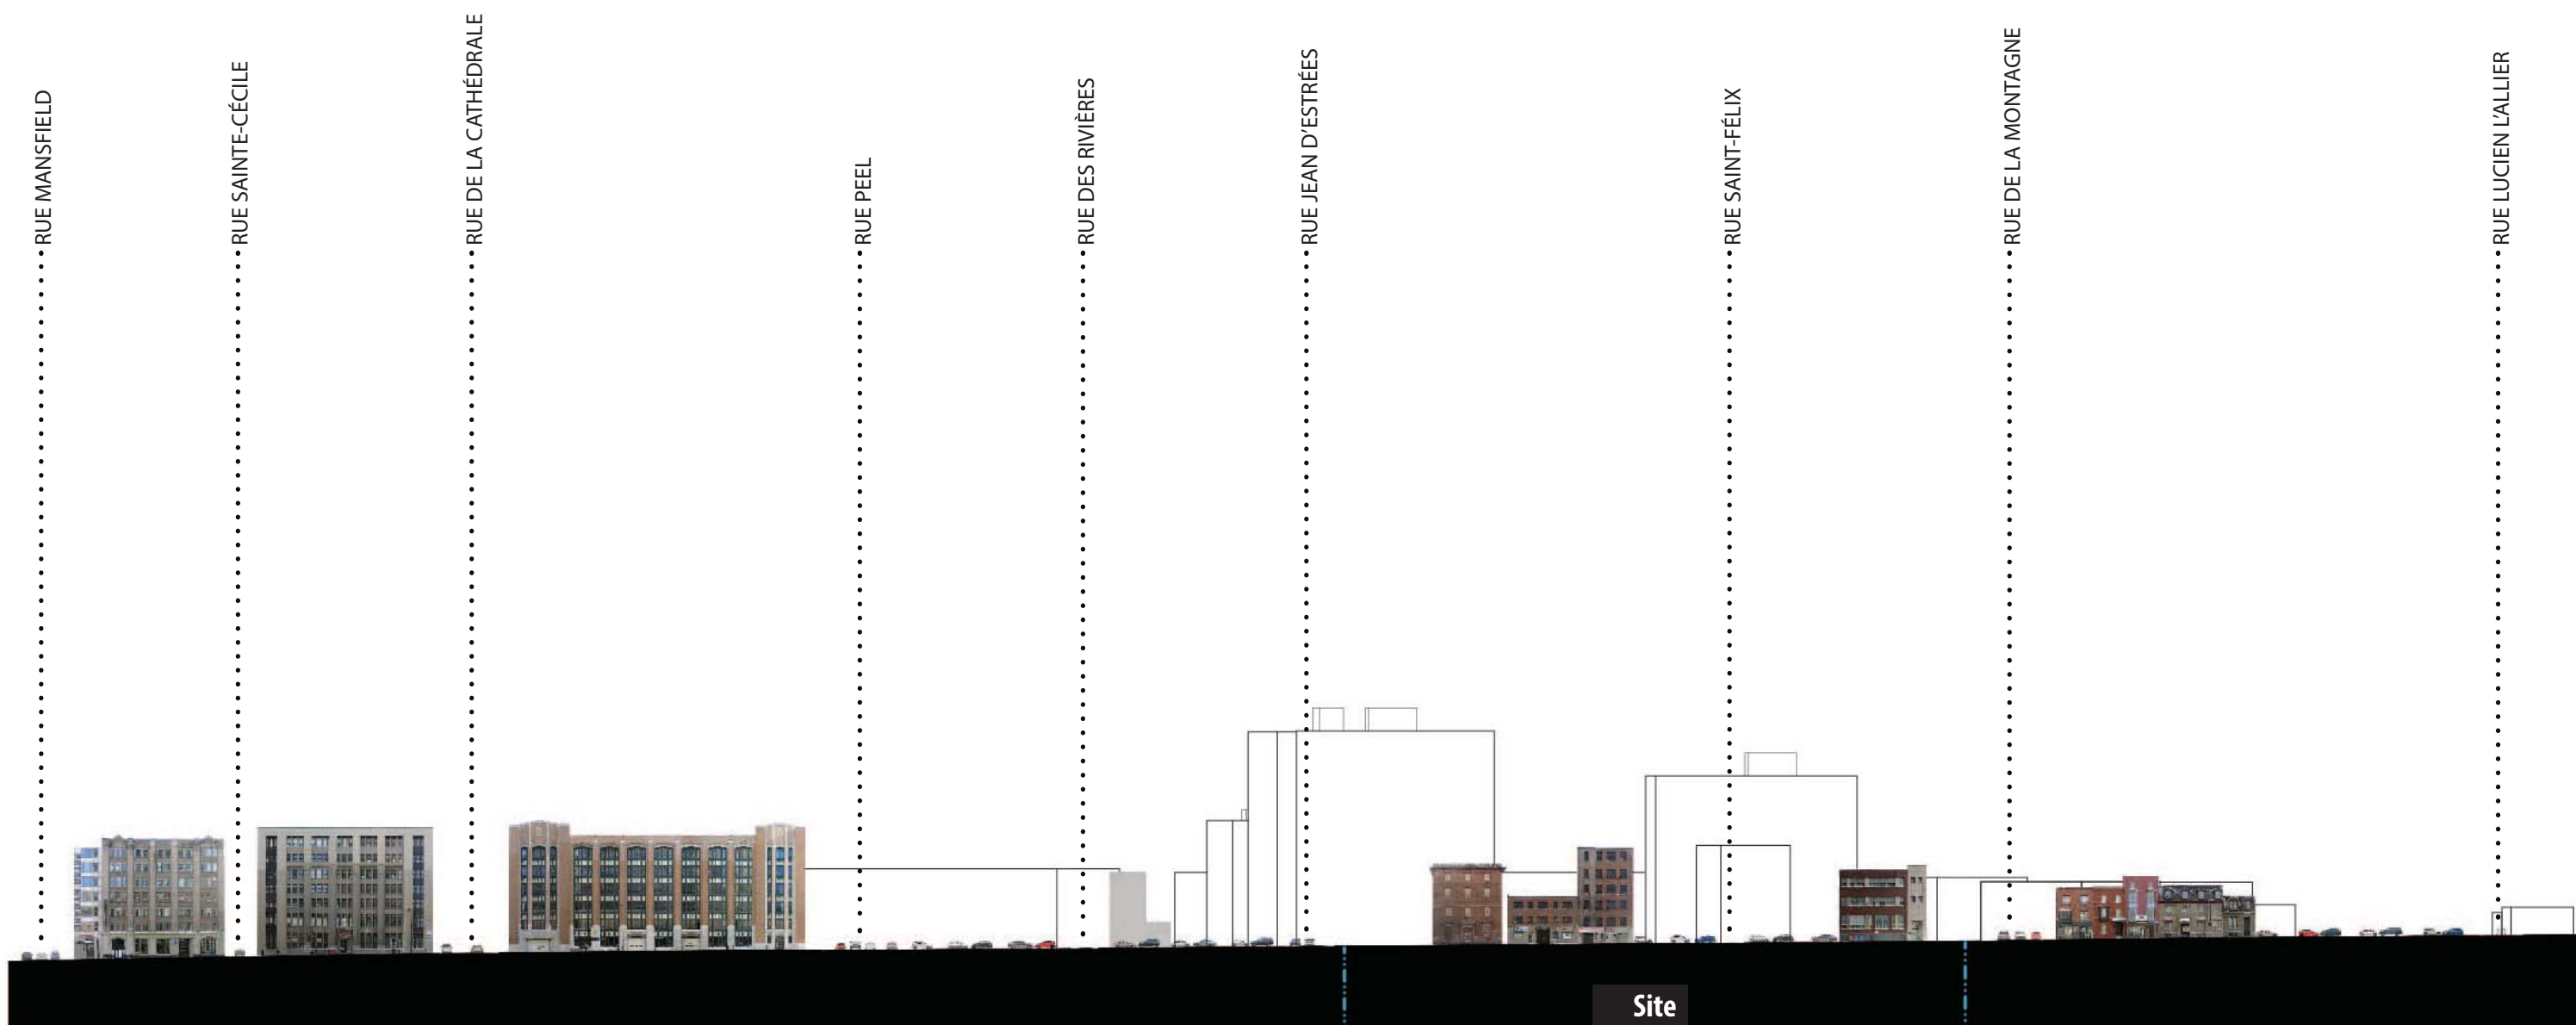 RUE MANSFIELD
RUE SAINTE-CÉCILE
RUE DE LA CATHÉDRALE
RUE PEEL
RUE DES RIVIÈRES
RUE JEAN D'ESTRÉES
RUE SAINT-FÉLIX
RUE DE LA MONTAGNE
RUE LUCIEN L'ALLIER
Site